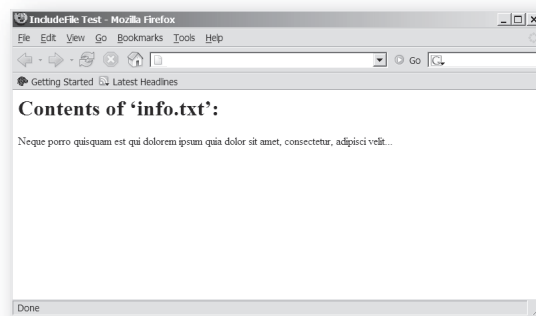 IncludeFile Test - Mozilla Firefox
File Edit View Go Bookmarks Tools Help
Go
Getting Started Latest Headlines
Contents of ‘info.txt’:
Neque porro quisquam est qui dolorem ipsum quia dolor sit amet, consectetur, adipisci velit...
Done